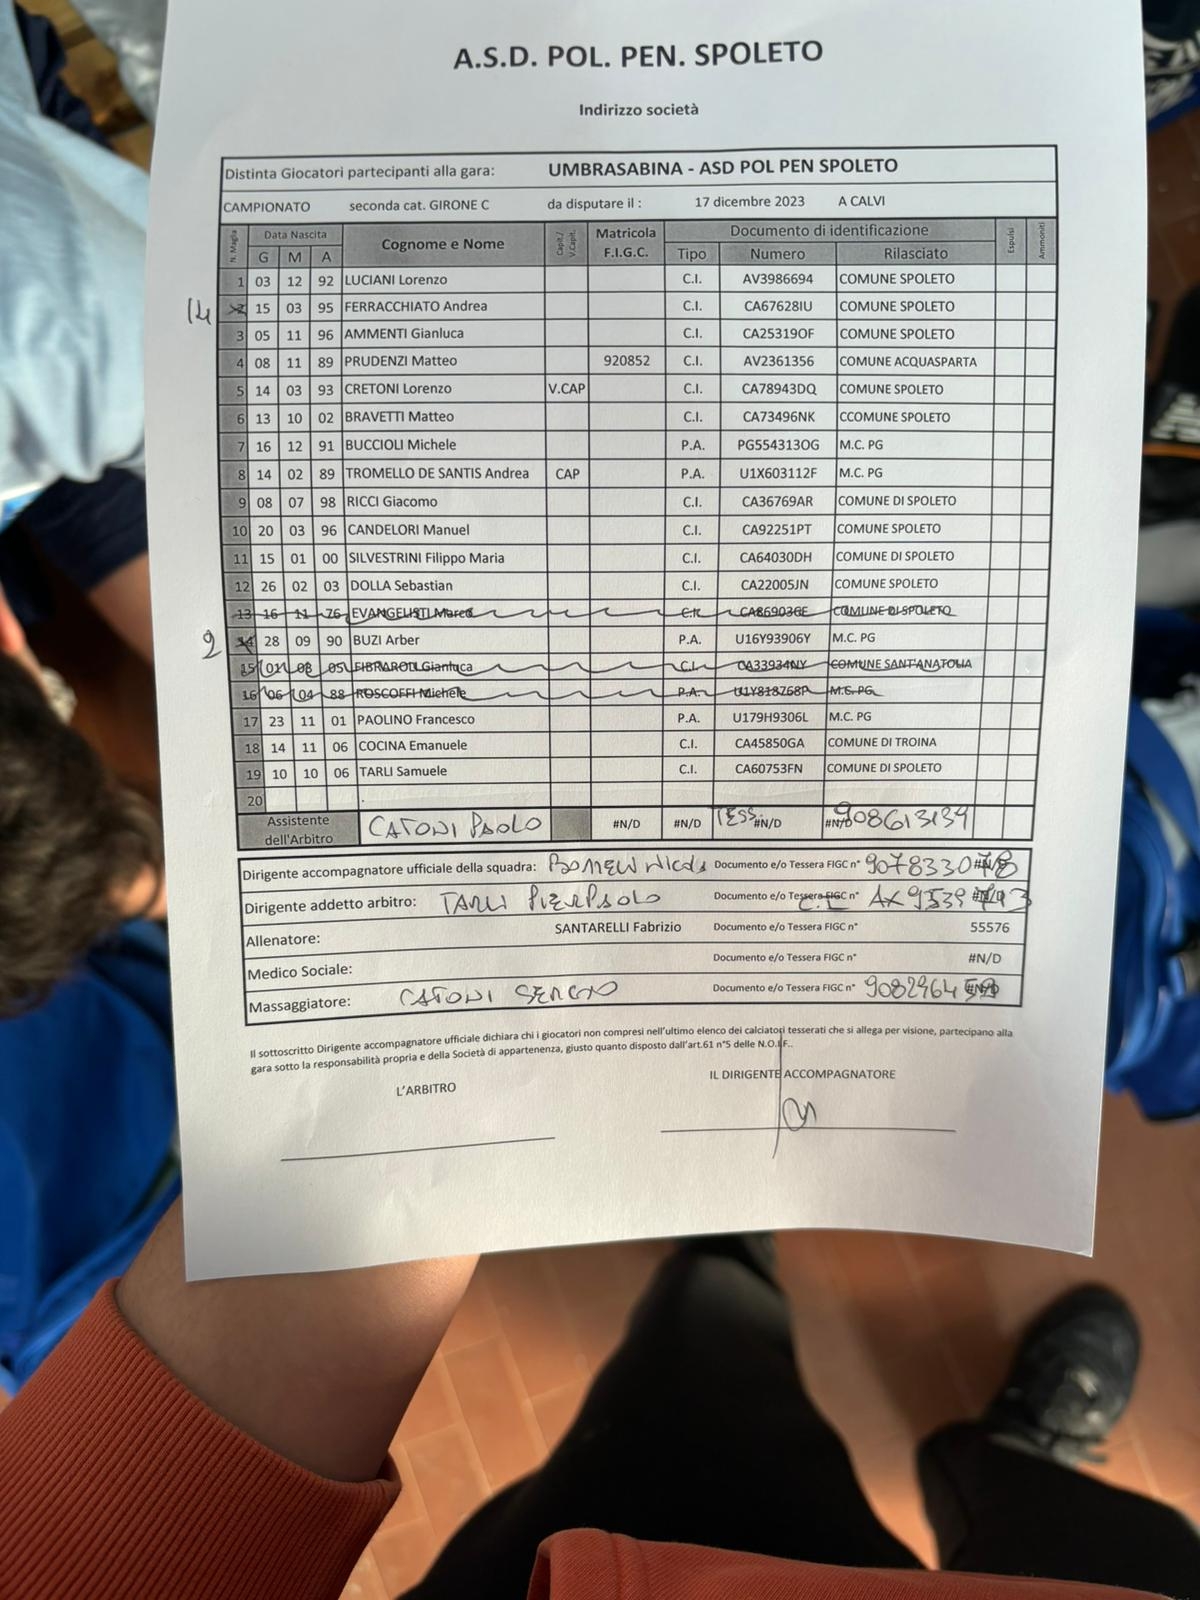 A.S.D. POL. PEN. SPOLETO
Indirizzo società
Distinta Giocatori partecipanti alla gara: UMBRASABINA - ASD POL PEN SPOLETO
CAMPIONATO seconda cat. GIRONE C da disputare il : 17 dicembre 2023 A CALVI
N. Maglia Data Nascita G M A Cognome e Nome Capit./ V.Capit. Matricola F.I.G.C. Documento di identificazione Tipo Numero Rilasciato Espulsi Ammoniti
1 03 12 92 LUCIANI Lorenzo C.I. AV3986694 COMUNE SPOLETO
14 2 15 03 95 FERRACCHIATO Andrea C.I. CA67628IU COMUNE SPOLETO
3 05 11 96 AMMENTI Gianluca C.I. CA25319OF COMUNE SPOLETO
4 08 11 89 PRUDENZI Matteo 920852 C.I. AV2361356 COMUNE ACQUASPARTA
5 14 03 93 CRETONI Lorenzo V.CAP C.I. CA78943DQ COMUNE SPOLETO
6 13 10 02 BRAVETTI Matteo C.I. CA73496NK CCOMUNE SPOLETO
7 16 12 91 BUCCIOLI Michele P.A. PG554313OG M.C. PG
8 14 02 89 TROMELLO DE SANTIS Andrea CAP P.A. U1X603112F M.C. PG
9 08 07 98 RICCI Giacomo C.I. CA36769AR COMUNE DI SPOLETO
10 20 03 96 CANDELORI Manuel C.I. CA92251PT COMUNE SPOLETO
11 15 01 00 SILVESTRINI Filippo Maria C.I. CA64030DH COMUNE DI SPOLETO
12 26 02 03 DOLLA Sebastian C.I. CA22005JN COMUNE SPOLETO
13 16 11 76 EVANGELISTI Marco CA86903GE COMUNE DI SPOLETO
2 14 28 09 90 BUZI Arber P.A. U16Y93906Y M.C. PG
15 01 08 05 FIBRAROLI Gianluca C.I. CA33934NY COMUNE SANT'ANATOLIA
16 06 04 88 ROSCOFFI Michele P.A. U1Y818768P M.C. PG
17 23 11 01 PAOLINO Francesco P.A. U179H9306L M.C. PG
18 14 11 06 COCINA Emanuele C.I. CA45850GA COMUNE DI TROINA
19 10 10 06 TARLI Samuele C.I. CA60753FN COMUNE DI SPOLETO
20 .
Assistente dell'Arbitro CATONI PAOLO #N/D #N/D TESS. #N/D #N/D 908613139
Dirigente accompagnatore ufficiale della squadra: Documento e/o Tessera FIGC n° #N/D
Dirigente addetto arbitro: TARLI PIERPAOLO Documento e/o Tessera FIGC n° C.I. #N/D
Allenatore: SANTARELLI Fabrizio Documento e/o Tessera FIGC n° 55576
Medico Sociale: Documento e/o Tessera FIGC n° #N/D
Massaggiatore: CATONI SERGIO Documento e/o Tessera FIGC n° #N/D
Il sottoscritto Dirigente accompagnatore ufficiale dichiara chi i giocatori non compresi nell'ultimo elenco dei calciatori tesserati che si allega per visione, partecipano alla
gara sotto la responsabilità propria e della Società di appartenenza, giusto quanto disposto dall'art.61 n°5 delle N.O.I.F..
L'ARBITRO IL DIRIGENTE ACCOMPAGNATORE